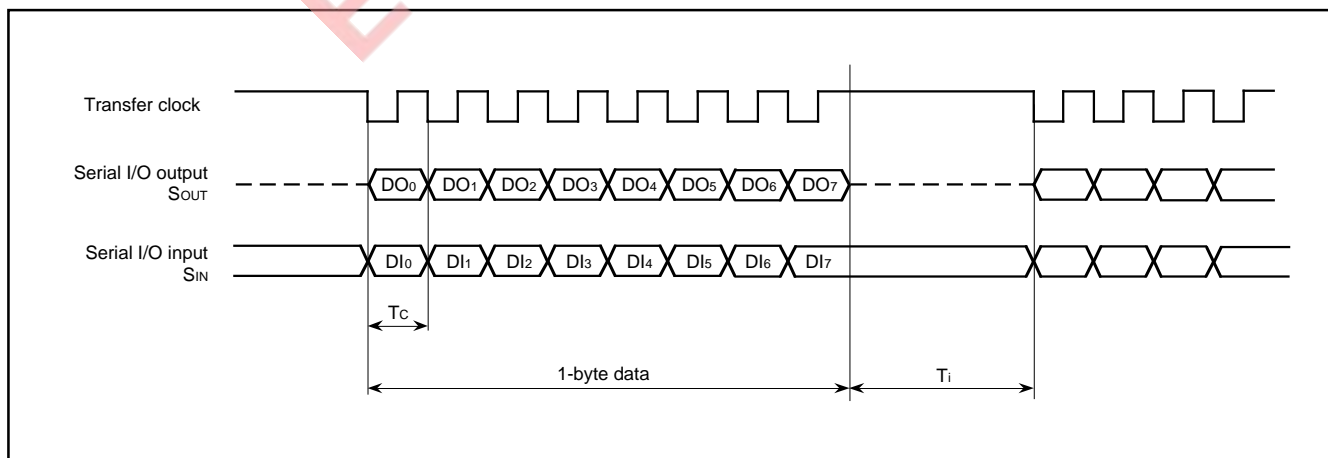 Transfer clock
Serial I/O output
SOUT
DO0 DO1 DO2 DO3 DO4 DO5 DO6 DO7
Serial I/O input
SIN
DI0 DI1 DI2 DI3 DI4 DI5 DI6 DI7
TC
1-byte data
Ti